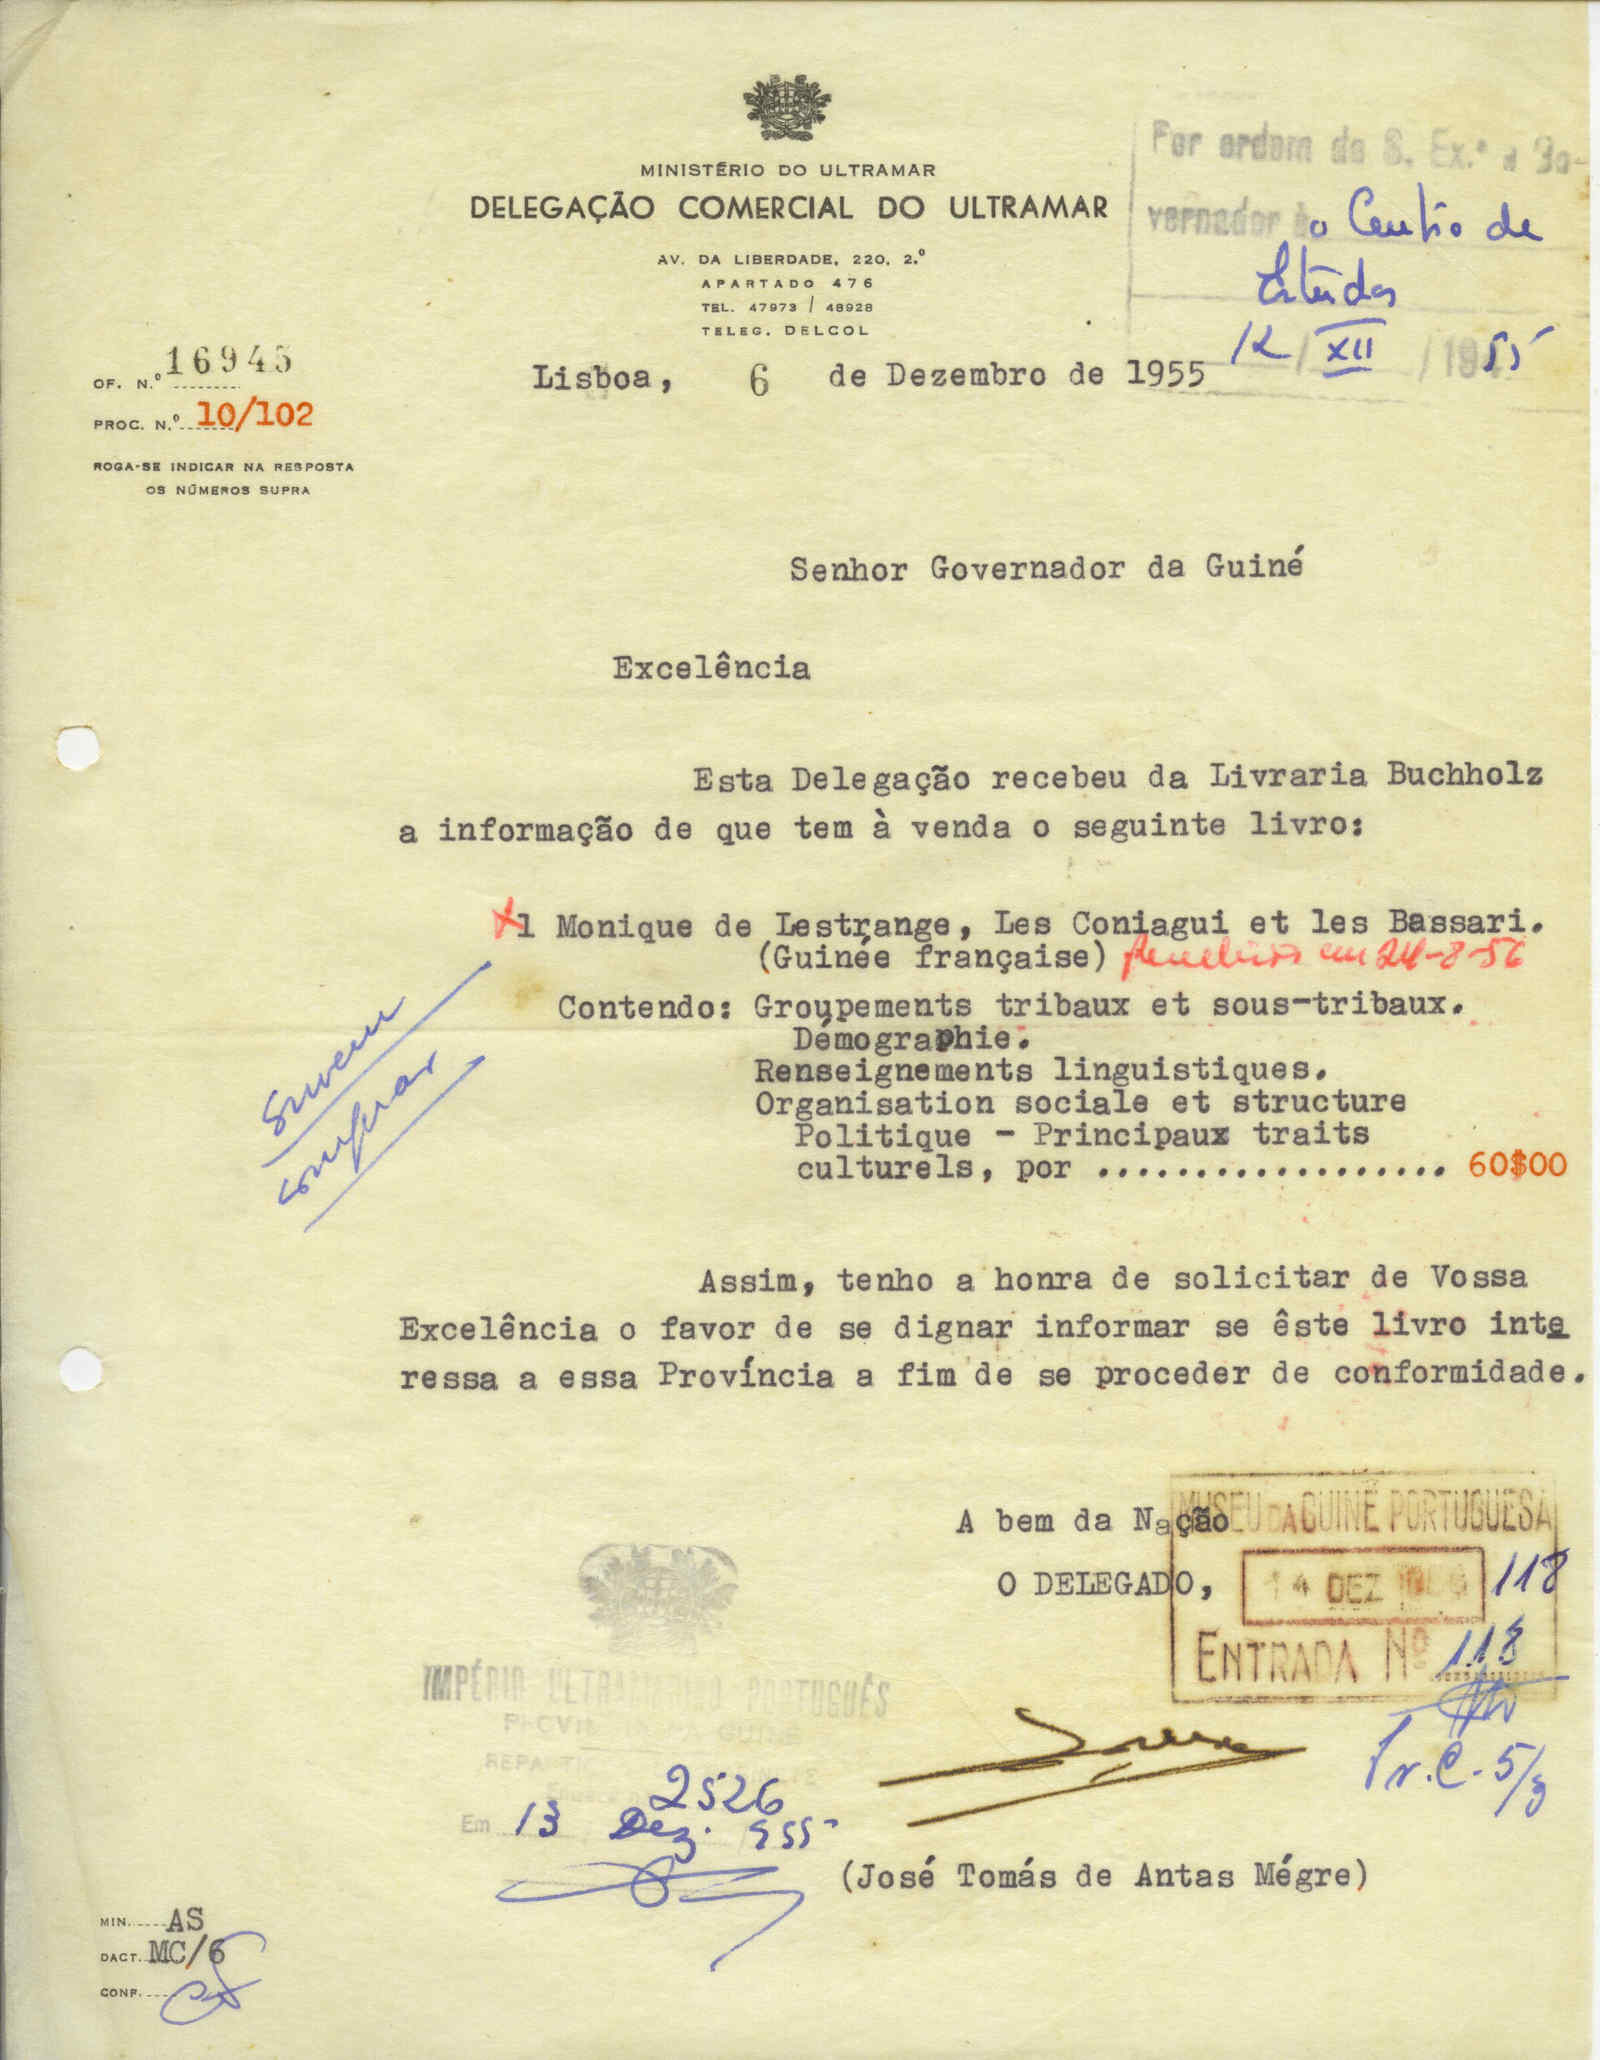 MINISTÉRIO DO ULTRAMAR
DELEGAÇÃO COMERCIAL DO ULTRAMAR
AV. DA LIBERDADE, 220, 2.º
APARTADO 476
TEL. 47973 / 48928
TELEG. DELCOL
Por ordem de S. Ex.ª o Go-
vernador
o Centro de
Estudos
12/XII/1955
OF. N.º 16945
PROC. N.º 10/102
ROGA-SE INDICAR NA RESPOSTA
OS NÚMEROS SUPRA
Lisboa, 6 de Dezembro de 1955
Senhor Governador da Guiné
Excelência
Esta Delegação recebeu da Livraria Buchholz
a informação de que tem à venda o seguinte livro:
1 Monique de Lestrange, Les Coniagui et les Bassari.
(Guinée française) em 24-8-56
Contendo: Groupements tribaux et sous-tribaux.
Démographie.
Renseignements linguistiques.
Organisation sociale et structure
Politique - Principaux traits
culturels, por .................. 60$00
comprar
Assim, tenho a honra de solicitar de Vossa
Excelência o favor de se dignar informar se êste livro inte
ressa a essa Província a fim de se proceder de conformidade.
A bem da Nação
O DELEGADO,
MUSEU DA GUINÉ PORTUGUESA
14 DEZ 118
ENTRADA Nº 118
IMPÉRIO ULTRAMARINO PORTUGUÊS
2526
Em 13 Dez. 955
(José Tomás de Antas Mégre)
MIN. AS
DACT. MC/6
CONF.